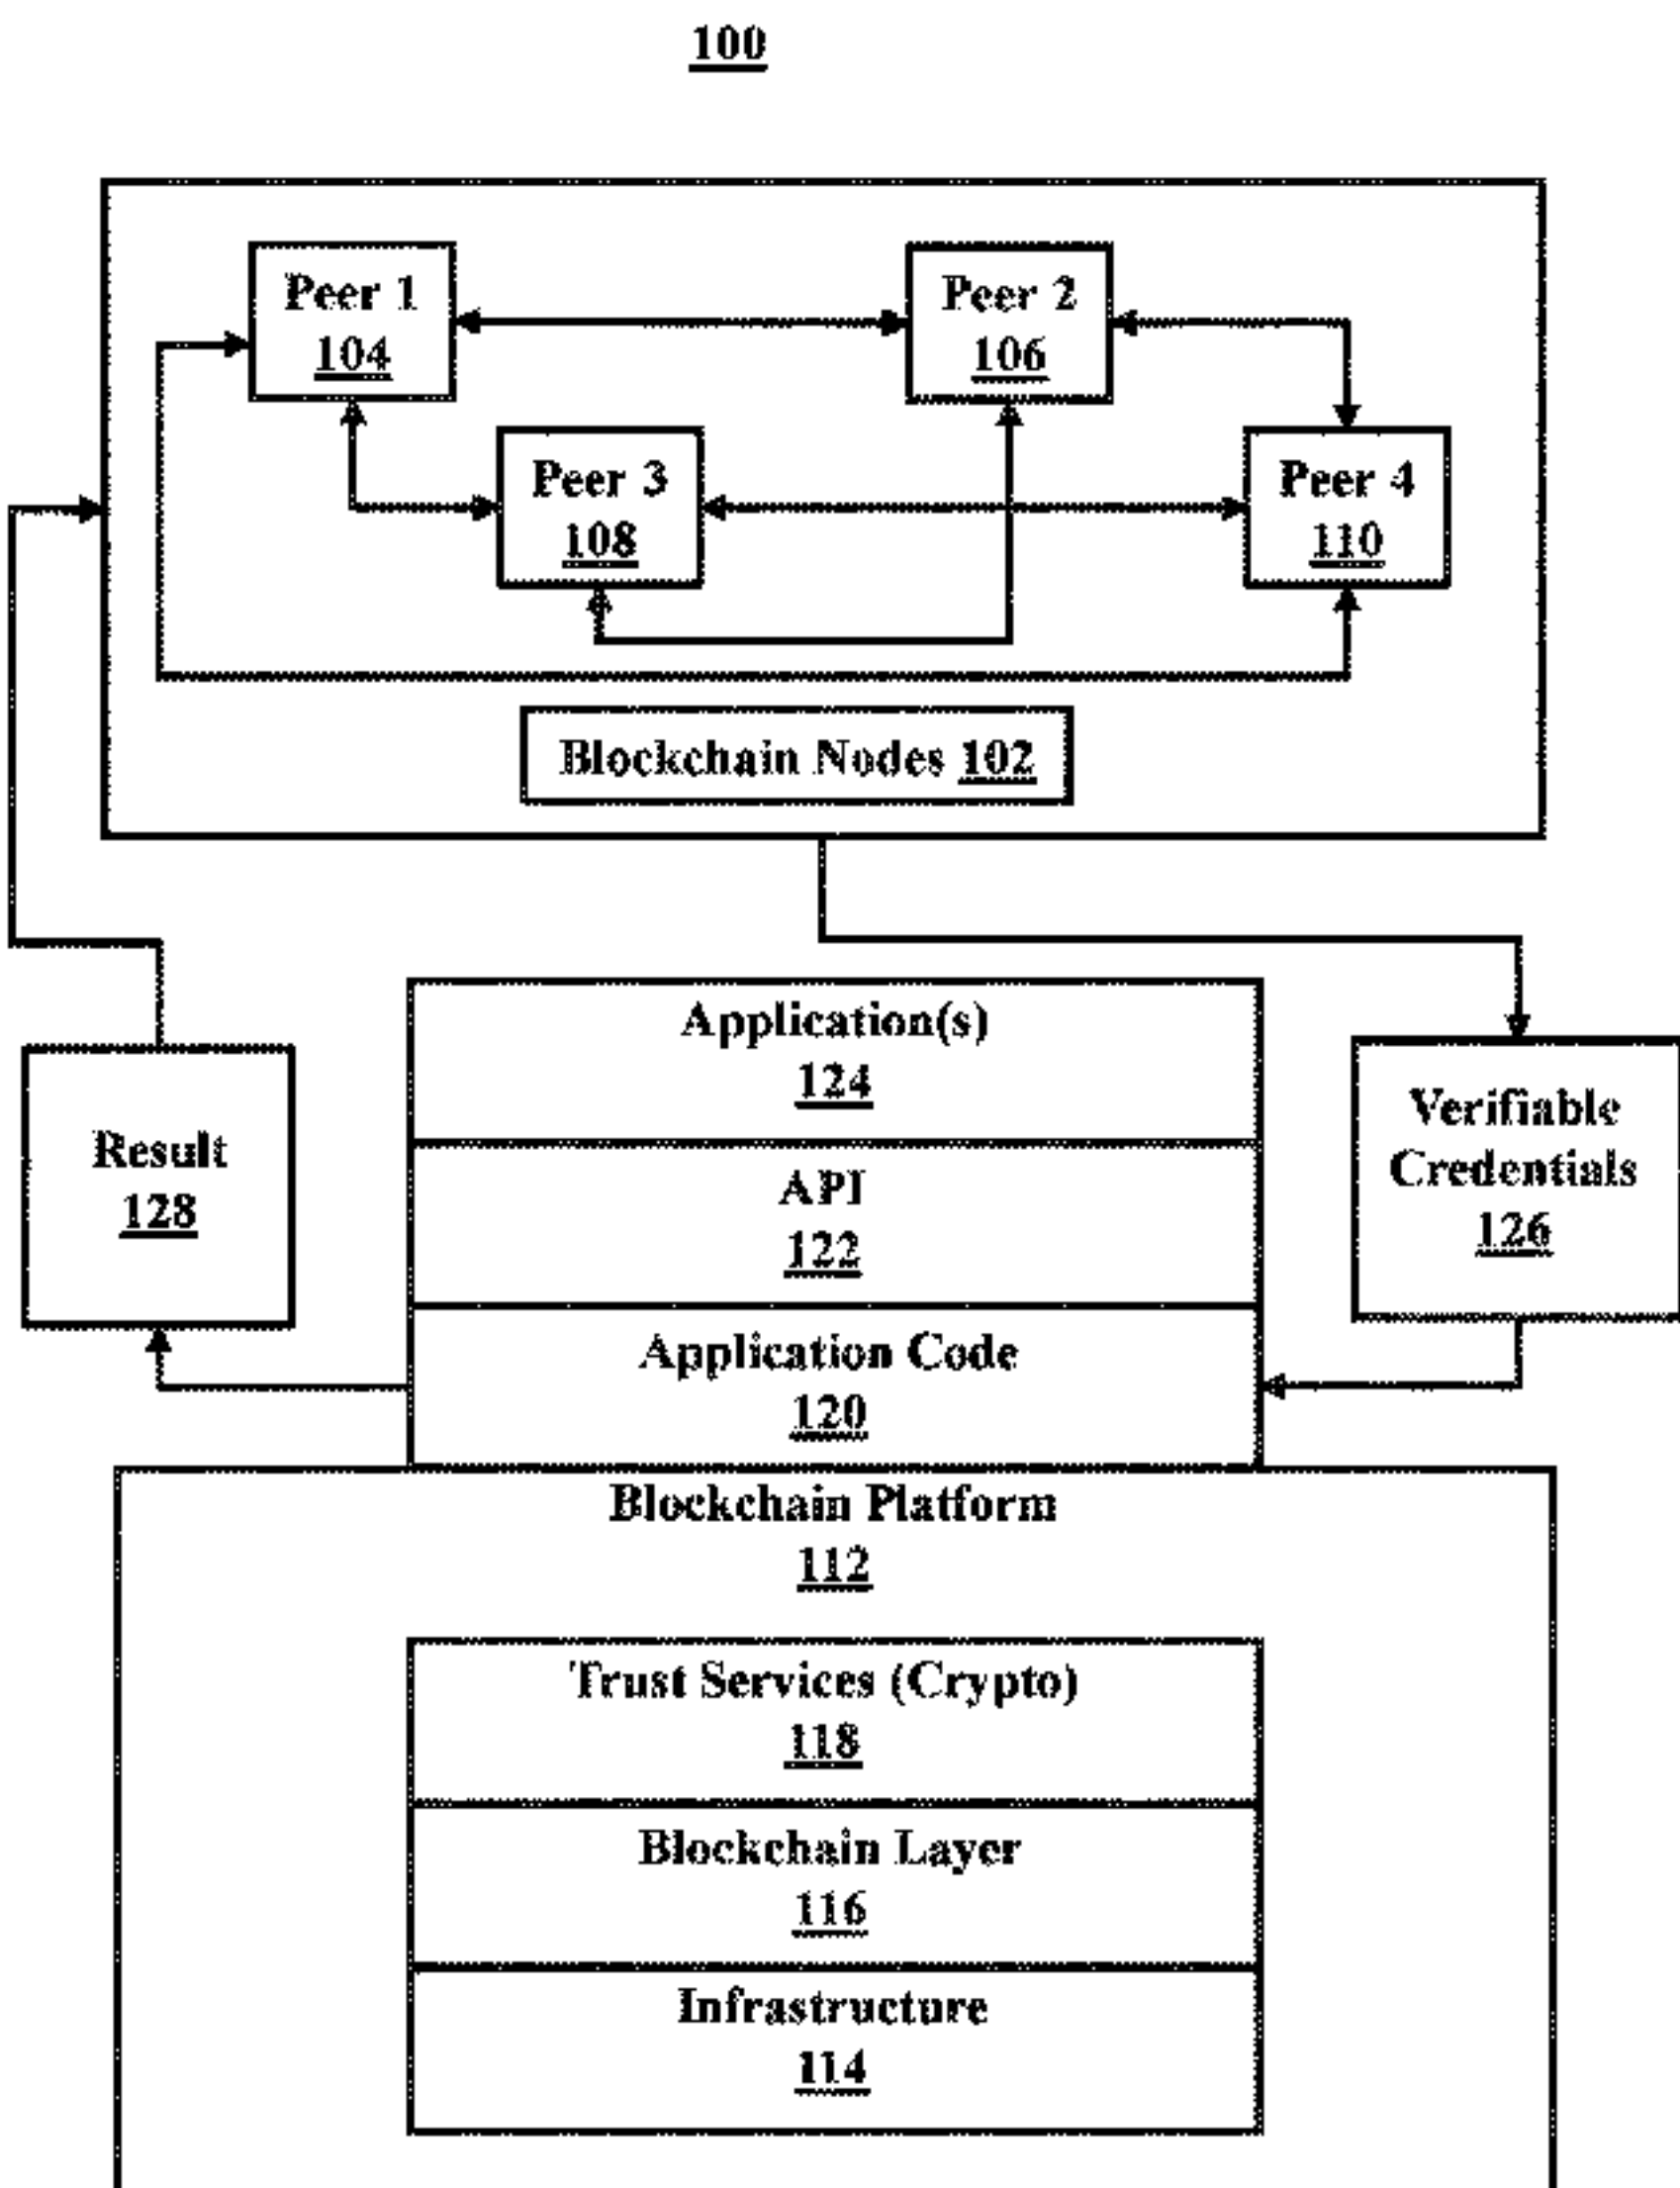 100
Peer 1
104
Peer 2
106
Peer 3
108
Peer 4
110
Blockchain Nodes 102
Application(s)
124
API
122
Application Code
120
Result
128
Verifiable
Credentials
126
Blockchain Platform
112
Trust Services (Crypto)
118
Blockchain Layer
116
Infrastructure
114